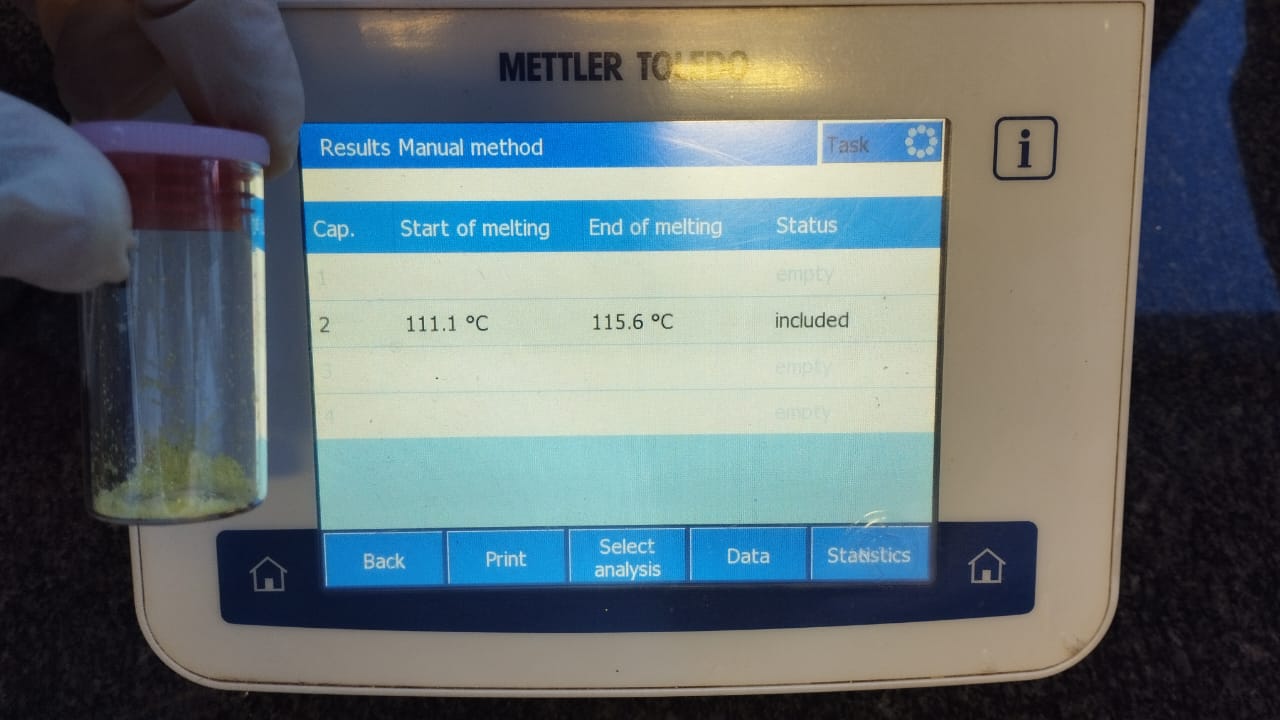 METTLER TOLEDO
Results Manual method Task
i
Cap. Start of melting End of melting Status
1 empty
2 111.1 °C 115.6 °C included
3 empty
4 empty
Back Print Select analysis Data Statistics